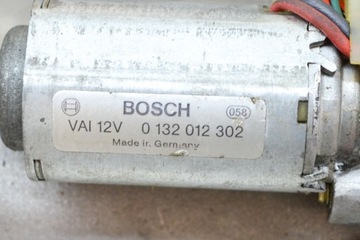 BOSCH 058
VAI 12V 0 132 012 302
Made in Germany